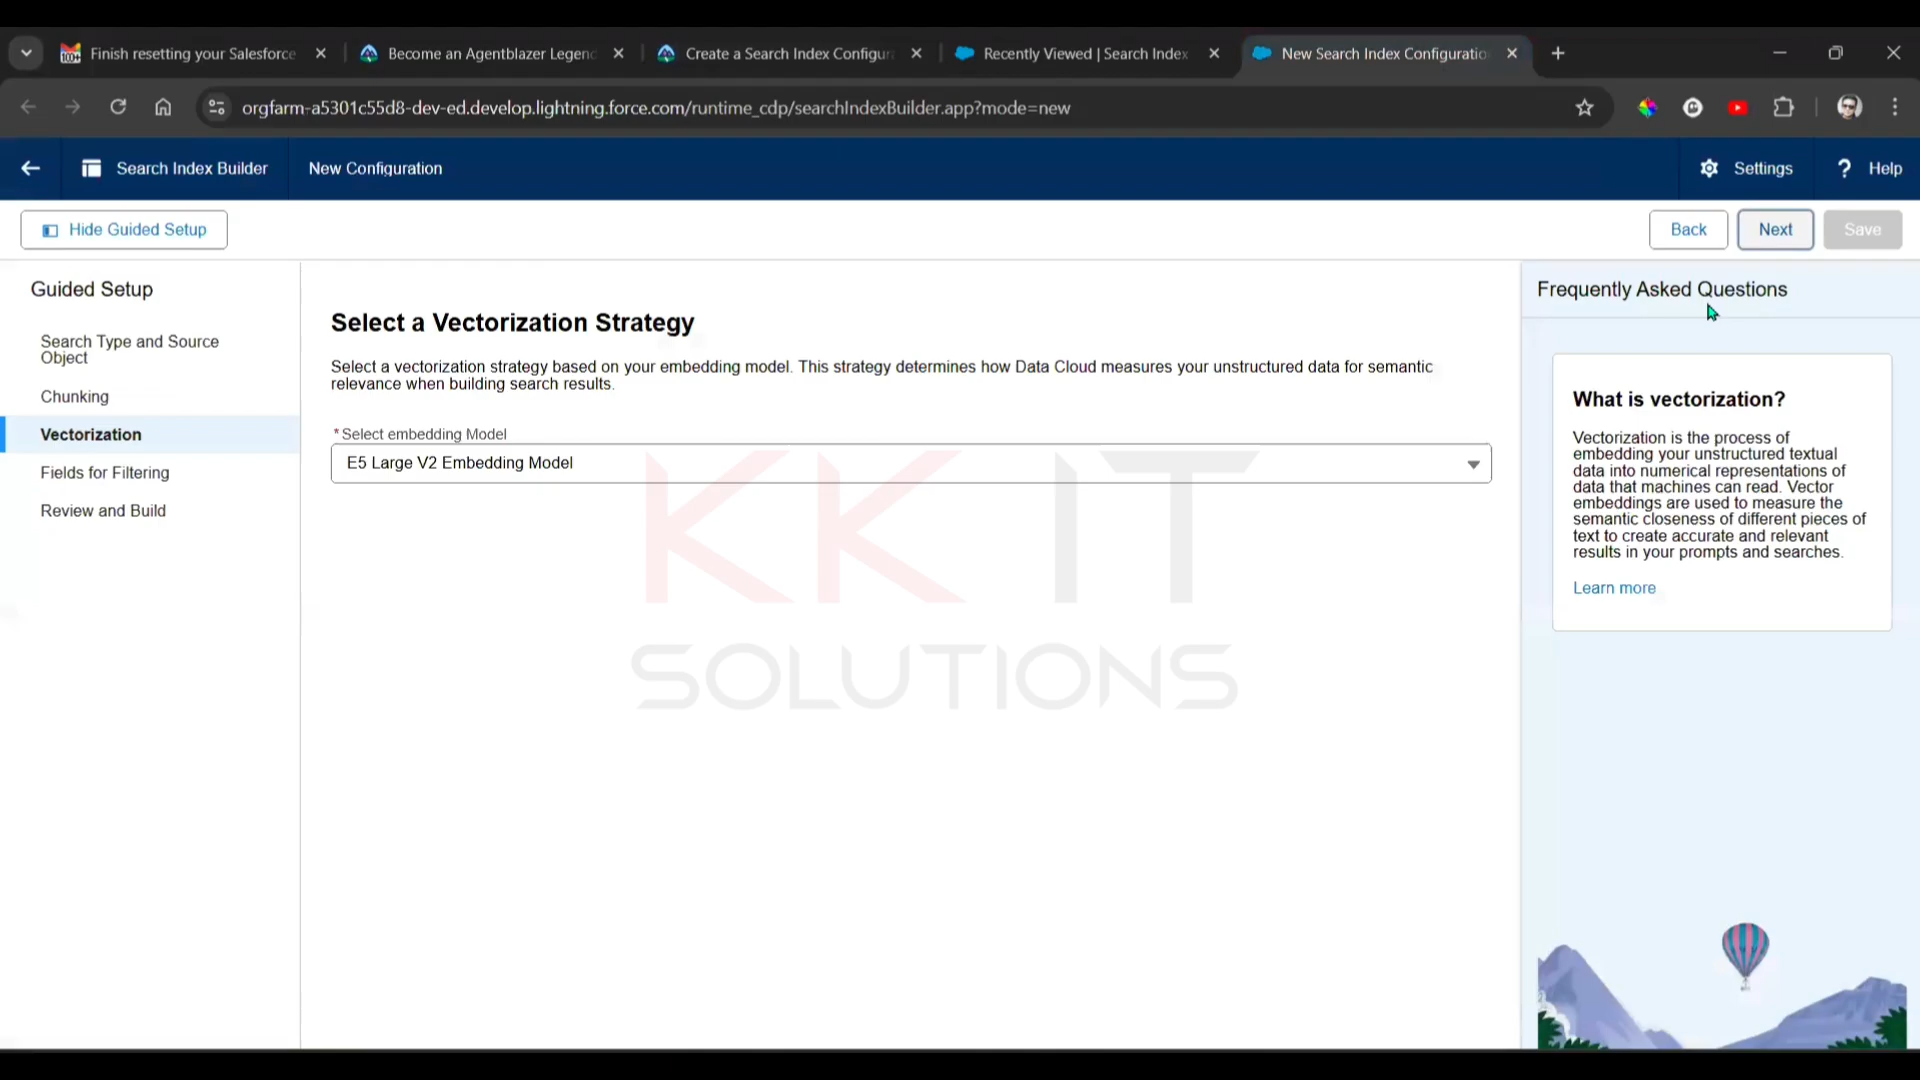 Finish resetting your Salesforce
Become an Agentblazer Legend
Create a Search Index Configur
Recently Viewed | Search Index
New Search Index Configuratio
orgfarm-a5301c55d8-dev-ed.develop.lightning.force.com/runtime_cdp/searchIndexBuilder.app?mode=new
Search Index Builder
New Configuration
Settings
? Help
Hide Guided Setup
Back
Next
Save
Guided Setup
Search Type and Source
Object
Chunking
Vectorization
Fields for Filtering
Review and Build
Select a Vectorization Strategy
Select a vectorization strategy based on your embedding model. This strategy determines how Data Cloud measures your unstructured data for semantic
relevance when building search results.
*Select embedding Model
E5 Large V2 Embedding Model
KK IT
SOLUTIONS
Frequently Asked Questions
What is vectorization?
Vectorization is the process of
embedding your unstructured textual
data into numerical representations of
data that machines can read. Vector
embeddings are used to measure the
semantic closeness of different pieces of
text to create accurate and relevant
results in your prompts and searches.
Learn more